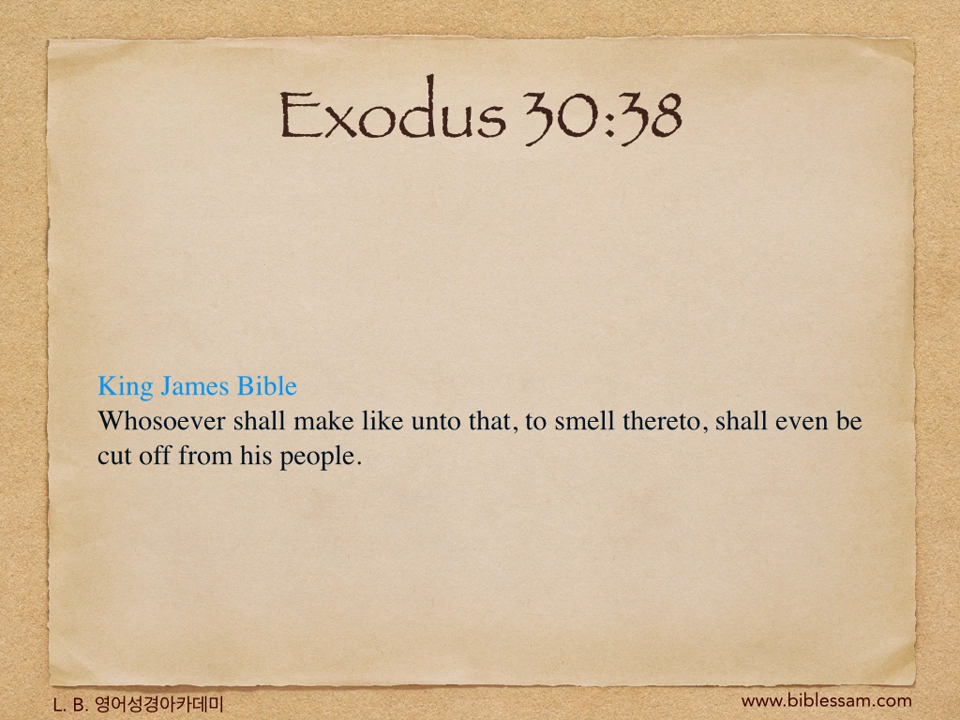 Exodus 30:38
King James Bible
Whosoever shall make like unto that, to smell thereto, shall even be
cut off from his people.
L. B. 영어성경아카데미
www.biblessam.com